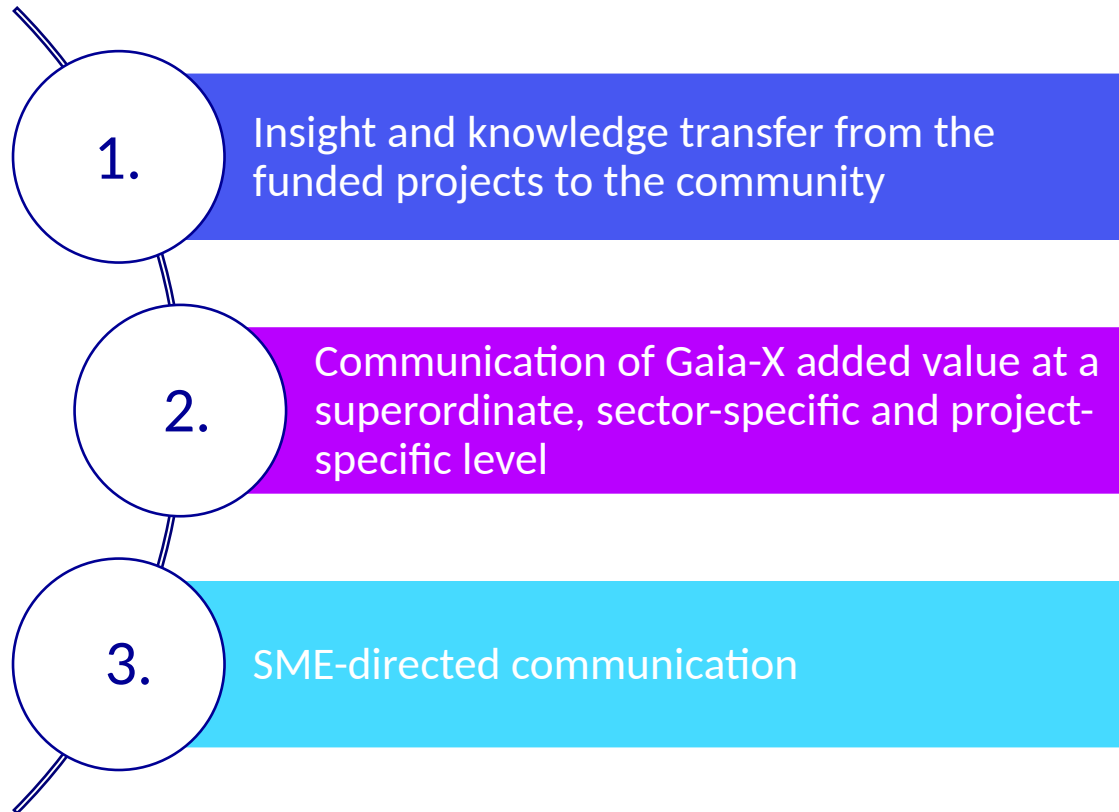 1.
Insight and knowledge transfer from the
funded projects to the community
2.
Communication of Gaia-X added value at a
superordinate, sector-specific and project-
specific level
3.
SME-directed communication